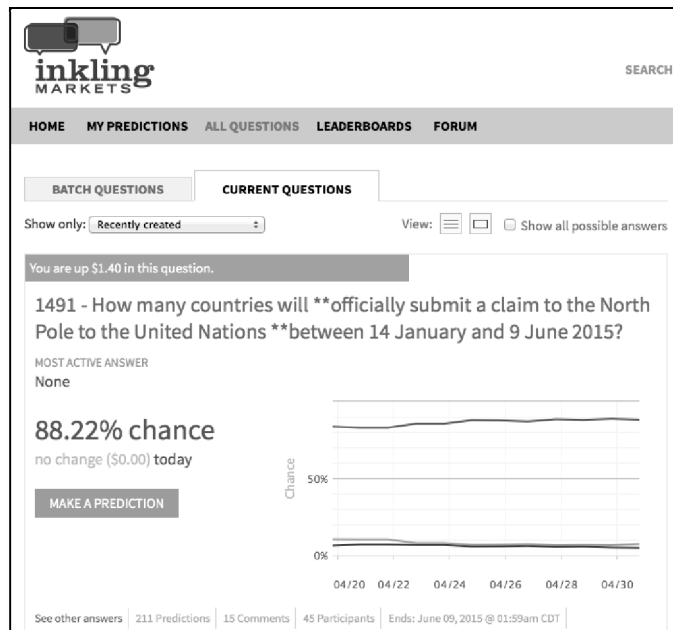 inkling
MARKETS
SEARCH
HOME MY PREDICTIONS ALL QUESTIONS LEADERBOARDS FORUM
BATCH QUESTIONS CURRENT QUESTIONS
Show only: Recently created View: Show all possible answers
You are up $1.40 in this question.
1491 - How many countries will **officially submit a claim to the North
Pole to the United Nations **between 14 January and 9 June 2015?
MOST ACTIVE ANSWER
None
88.22% chance
no change ($0.00) today
MAKE A PREDICTION
Chance
50%
0%
04/20 04/22 04/24 04/26 04/28 04/30
See other answers 211 Predictions 15 Comments 45 Participants Ends: June 09, 2015 @ 01:59am CDT